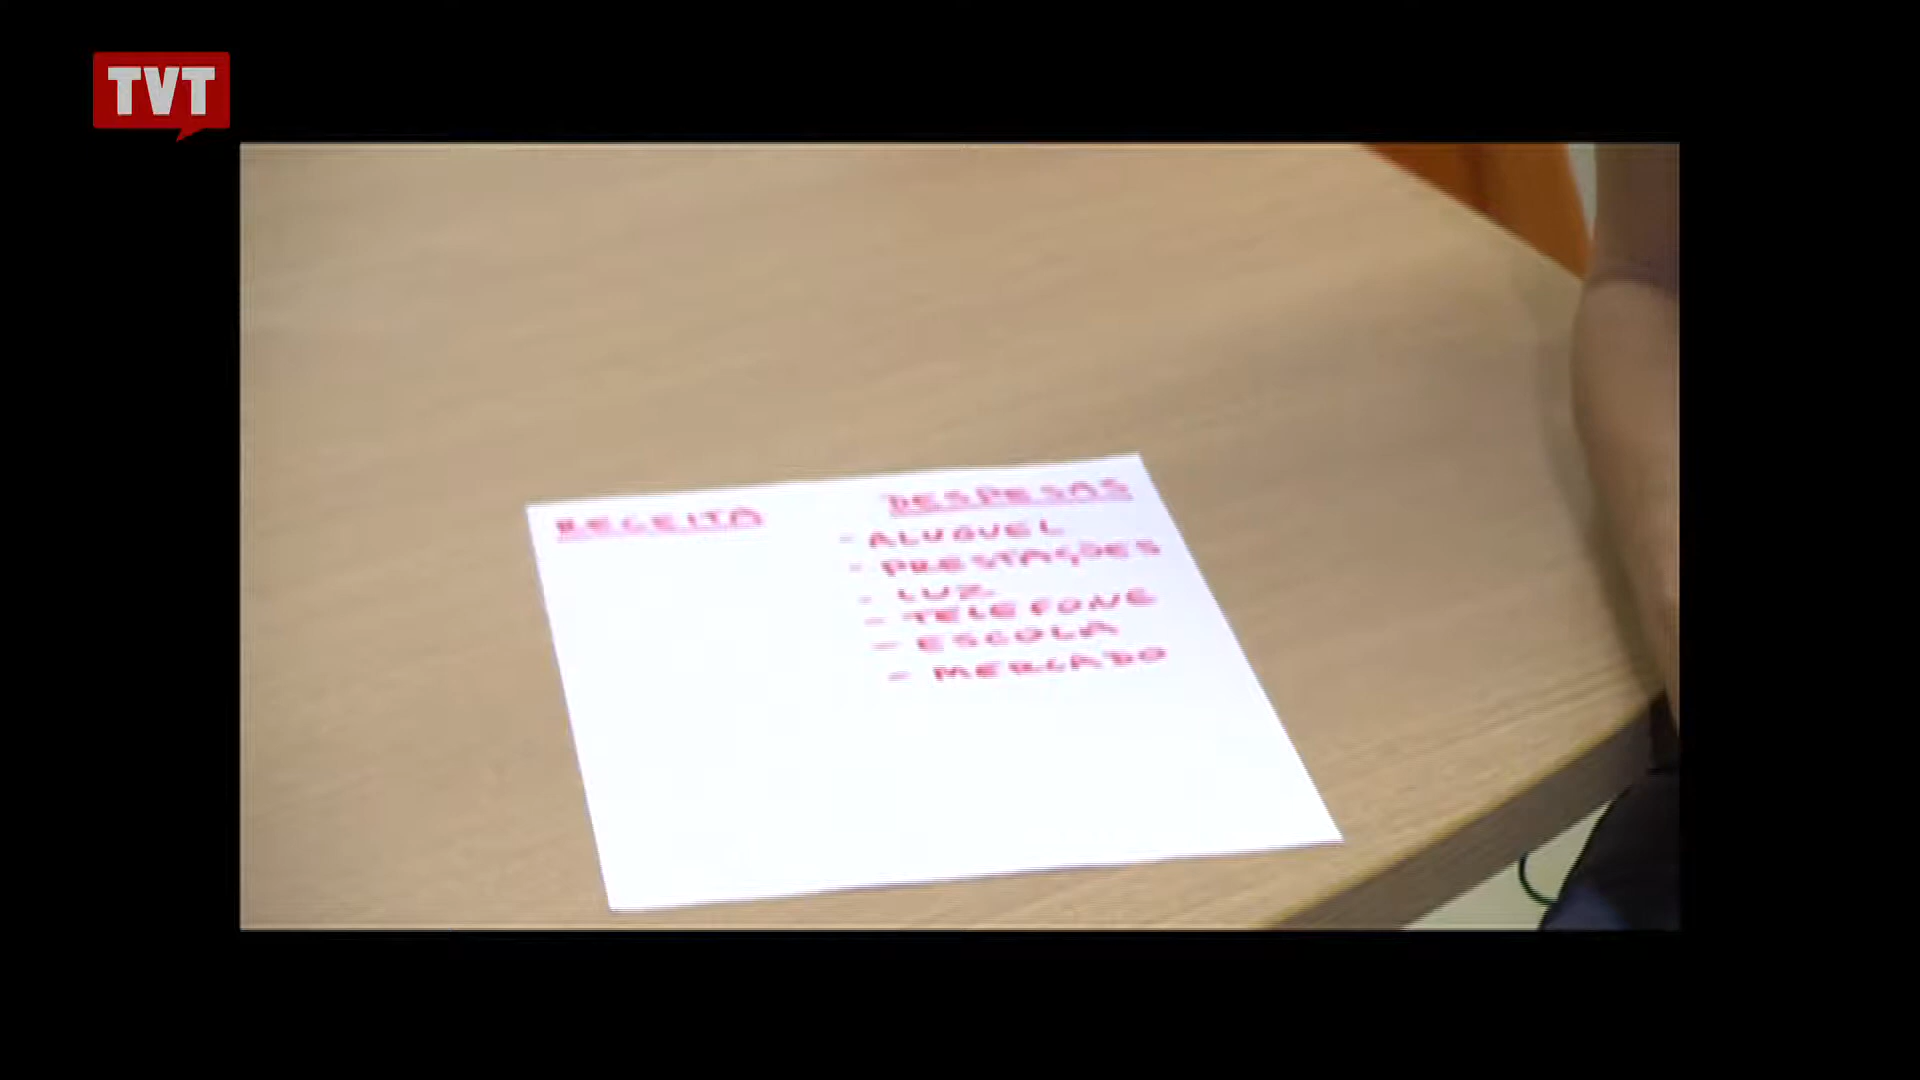 TVT
RECEITA
DESPESAS
- ALUGUEL
- PRESTAÇÕES
- LUZ
- TELEFONE
- ESCOLA
- MERCADO